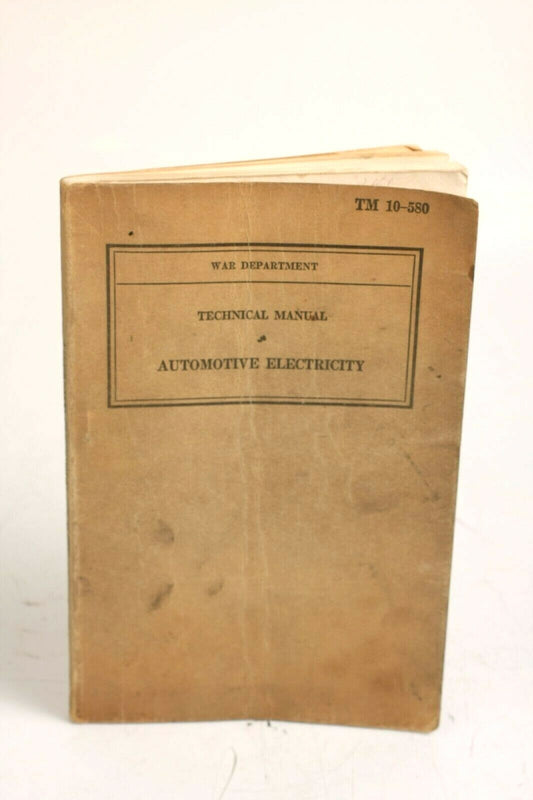 TM 10-580
WAR DEPARTMENT
TECHNICAL MANUAL
AUTOMOTIVE ELECTRICITY